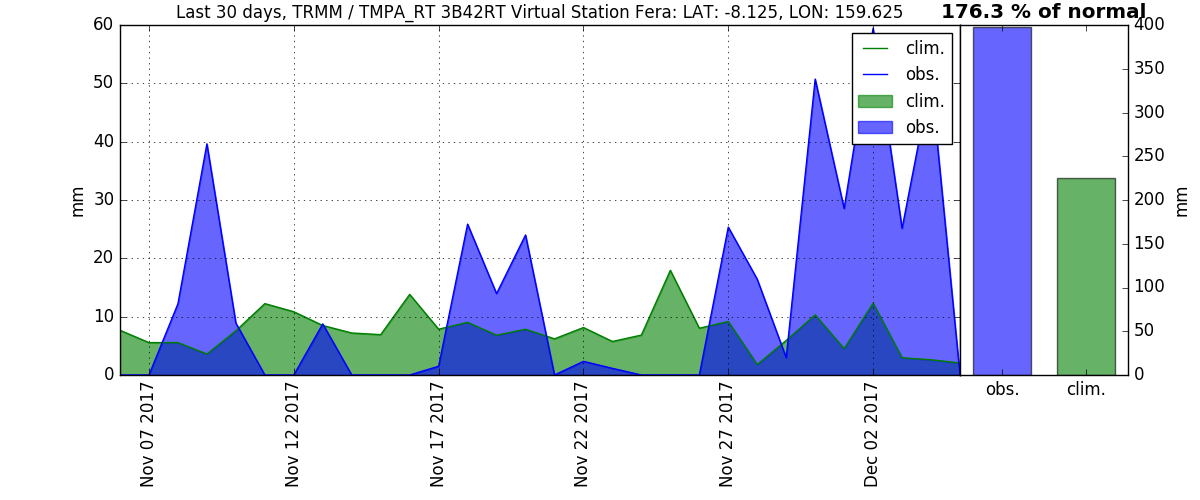 Last 30 days, TRMM / TMPA_RT 3B42RT Virtual Station Fera: LAT: -8.125, LON: 159.625
176.3 % of normal
60
50
40
30
20
10
0
mm
clim.
obs.
clim.
obs.
400
350
300
250
200
150
100
50
0
mm
Nov 07 2017
Nov 12 2017
Nov 17 2017
Nov 22 2017
Nov 27 2017
Dec 02 2017
obs.
clim.